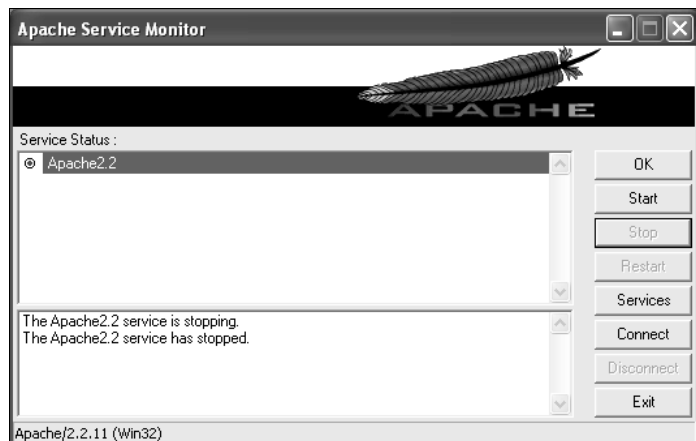 Apache Service Monitor
APACHE
Service Status :
Apache2.2
The Apache2.2 service is stopping.
The Apache2.2 service has stopped.
OK
Start
Stop
Restart
Services
Connect
Disconnect
Exit
Apache/2.2.11 (Win32)